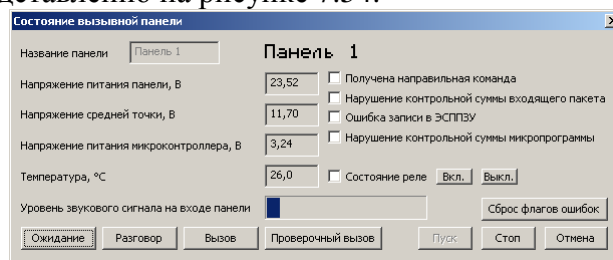 дставлено на рисунке 7.34.
Состояние вызывной панели
Название панели Панель 1 Панель 1
Напряжение питания панели, В 23,52 Получена направильная команда
Нарушение контрольной суммы входящего пакета
Напряжение средней точки, В 11,70 Ошибка записи в ЭСППЗУ
Напряжение питания микроконтроллера, В 3,24 Нарушение контрольной суммы микропрограммы
Температура, °C 26,0 Состояние реле Вкл. Выкл.
Уровень звукового сигнала на входе панели Сброс флагов ошибок
Ожидание Разговор Вызов Проверочный вызов Пуск Стоп Отмена